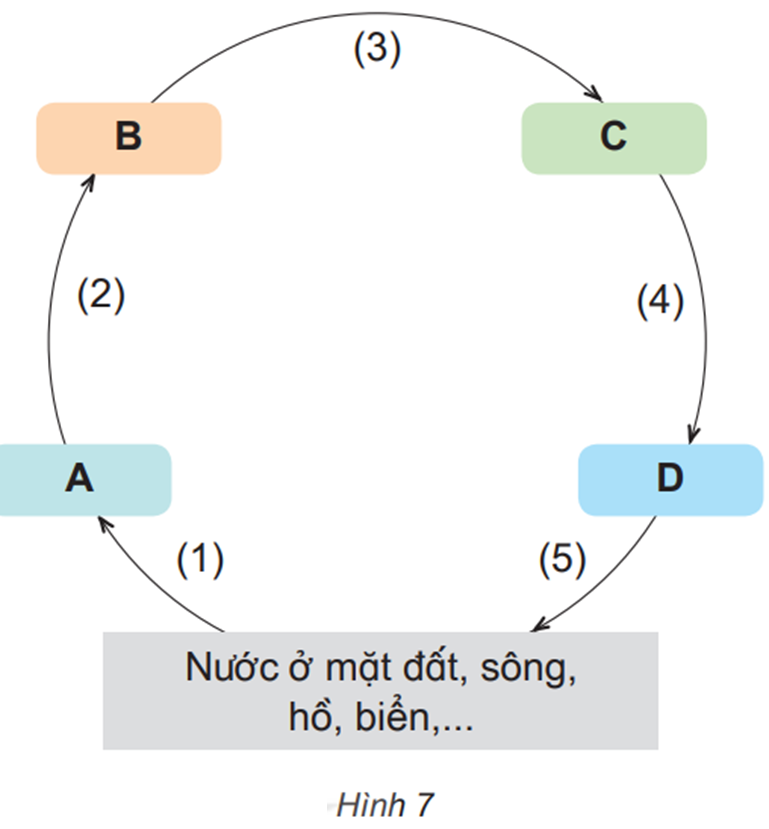 (3)
B
C
(2)
(4)
A
D
(1)
(5)
Nước ở mặt đất, sông,
hồ, biển,...
Hình 7